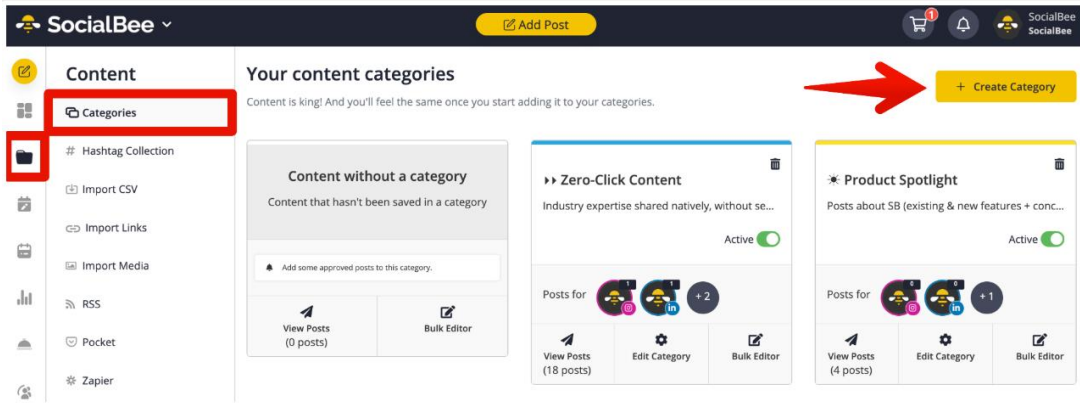 SocialBee
Add Post
1
SocialBee
SocialBee
Content
Categories
# Hashtag Collection
Import CSV
Import Links
Import Media
RSS
Pocket
Zapier
Your content categories
Content is king! And you'll feel the same once you start adding it to your categories.
+ Create Category
Content without a category
Content that hasn't been saved in a category
Add some approved posts to this category.
View Posts
(0 posts)
Bulk Editor
Zero-Click Content
Industry expertise shared natively, without se...
Active
Posts for
1
in
1
+ 2
View Posts
(18 posts)
Edit Category
Bulk Editor
Product Spotlight
Posts about SB (existing & new features + conc...
Active
Posts for
0
in
0
+ 1
View Posts
(4 posts)
Edit Category
Bulk Editor